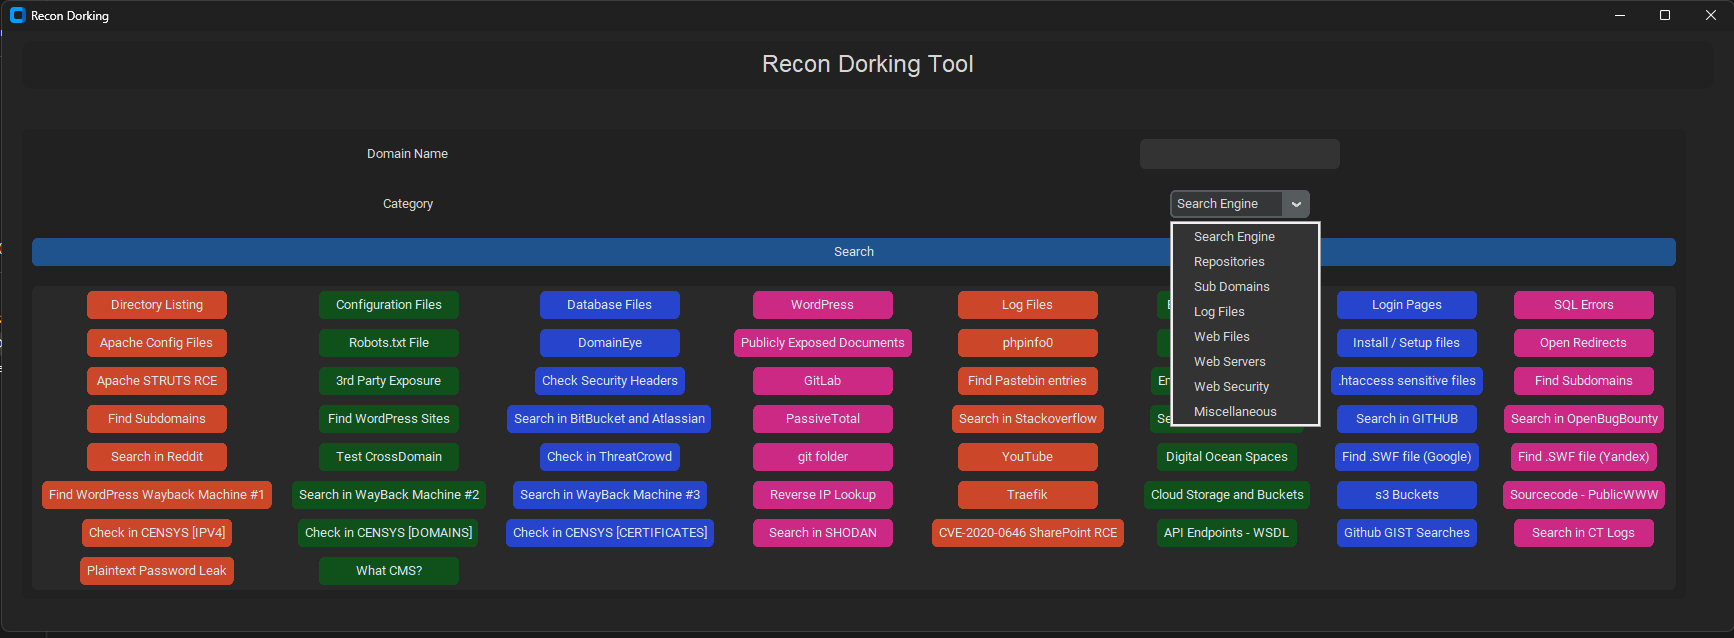 Recon Dorking
Recon Dorking Tool
Domain Name
Category
Search Engine
Search Engine
Repositories
Sub Domains
Log Files
Web Files
Web Servers
Web Security
Miscellaneous
Search
Directory Listing Configuration Files Database Files WordPress Log Files Login Pages SQL Errors
Apache Config Files Robots.txt File DomainEye Publicly Exposed Documents phpinfo0 Install / Setup files Open Redirects
Apache STRUTS RCE 3rd Party Exposure Check Security Headers GitLab Find Pastebin entries .htaccess sensitive files Find Subdomains
Find Subdomains Find WordPress Sites Search in BitBucket and Atlassian PassiveTotal Search in Stackoverflow Search in GITHUB Search in OpenBugBounty
Search in Reddit Test CrossDomain Check in ThreatCrowd git folder YouTube Digital Ocean Spaces Find .SWF file (Google) Find .SWF file (Yandex)
Find WordPress Wayback Machine #1 Search in WayBack Machine #2 Search in WayBack Machine #3 Reverse IP Lookup Traefik Cloud Storage and Buckets s3 Buckets Sourcecode - PublicWWW
Check in CENSYS [IPV4] Check in CENSYS [DOMAINS] Check in CENSYS [CERTIFICATES] Search in SHODAN CVE-2020-0646 SharePoint RCE API Endpoints - WSDL Github GIST Searches Search in CT Logs
Plaintext Password Leak What CMS?